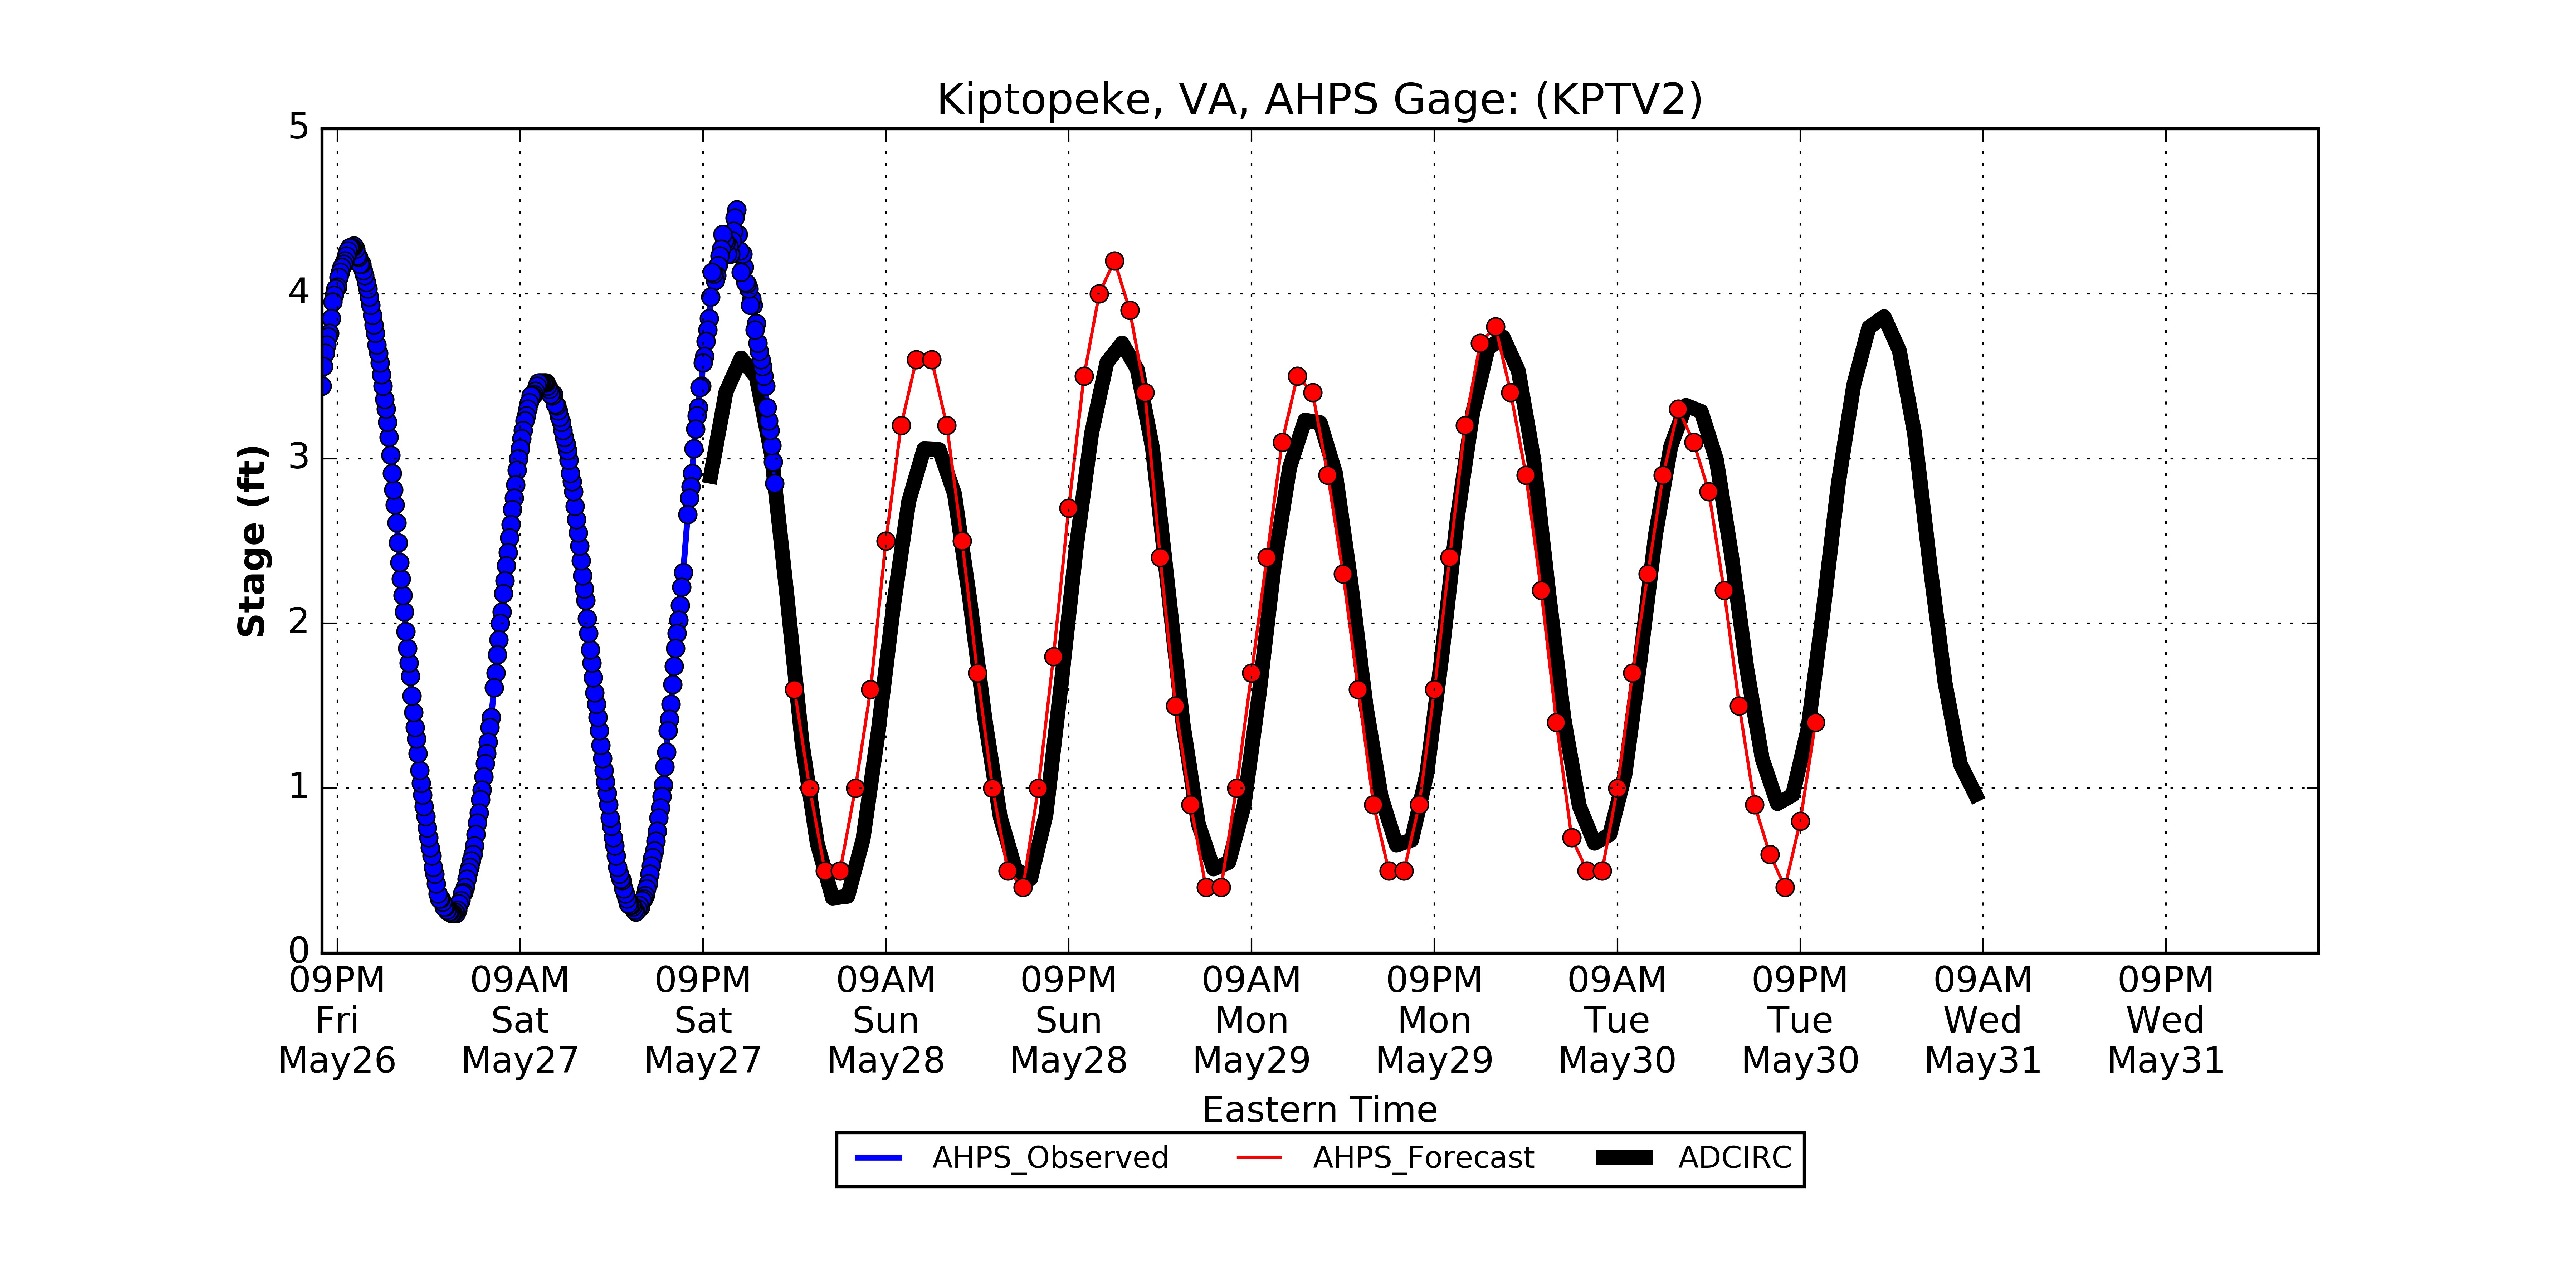 Kiptopeke, VA, AHPS Gage: (KPTV2)
5
4
3
2
1
0
Stage (ft)
09PM 09AM 09PM 09AM 09PM 09AM 09PM 09AM 09PM 09AM 09PM
Fri Sat Sat Sun Sun Mon Mon Tue Tue Wed Wed
May26 May27 May27 May28 May28 May29 May29 May30 May30 May31 May31
Eastern Time
AHPS_Observed AHPS_Forecast ADCIRC